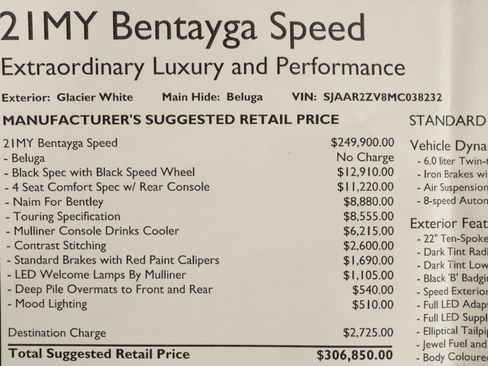 21MY Bentayga Speed
Extraordinary Luxury and Performance
Exterior: Glacier White Main Hide: Beluga VIN: SJAAR2ZV8MC038232
MANUFACTURER'S SUGGESTED RETAIL PRICE
21MY Bentayga Speed $249,900.00
- Beluga No Charge
- Black Spec with Black Speed Wheel $12,910.00
- 4 Seat Comfort Spec w/ Rear Console $11,220.00
- Naim For Bentley $8,880.00
- Touring Specification $8,555.00
- Mulliner Console Drinks Cooler $6,215.00
- Contrast Stitching $2,600.00
- Standard Brakes with Red Paint Calipers $1,690.00
- LED Welcome Lamps By Mulliner $1,105.00
- Deep Pile Overmats to Front and Rear $540.00
- Mood Lighting $510.00
Destination Charge $2,725.00
Total Suggested Retail Price $306,850.00
STANDARD
Vehicle Dyna
- 6.0 liter Twin-t
- Iron Brakes wi
- Air Suspension
- 8-speed Auton
Exterior Feat
- 22" Ten-Spoke
- Dark Tint Radi
- Dark Tint Low
- Black 'B' Badgin
- Speed Exterior
- Full LED Adap
- Full LED Suppl
- Elliptical Tailpip
- Jewel Fuel and
- Body Coloured